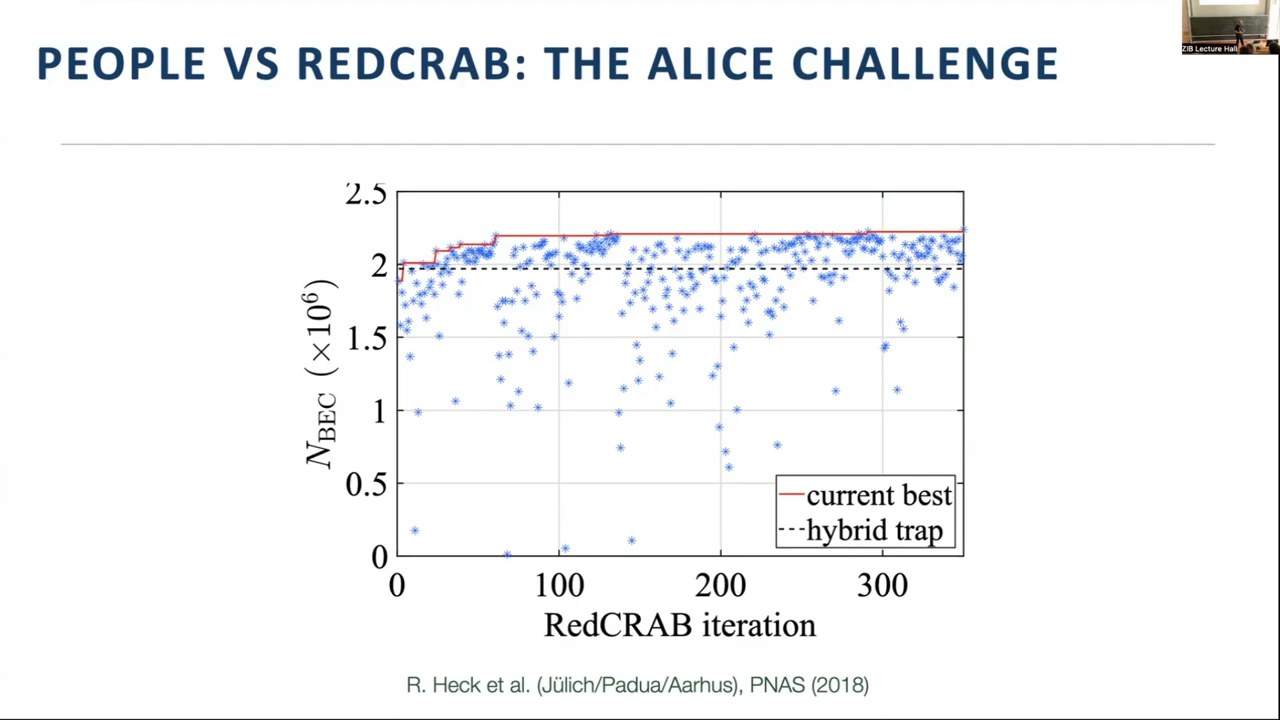 ZIB Lecture Hall
PEOPLE VS REDCRAB: THE ALICE CHALLENGE
2.5
2
1.5
1
0.5
0
N_BEC (×10^6)
current best
hybrid trap
0 100 200 300
RedCRAB iteration
R. Heck et al. (Jülich/Padua/Aarhus), PNAS (2018)